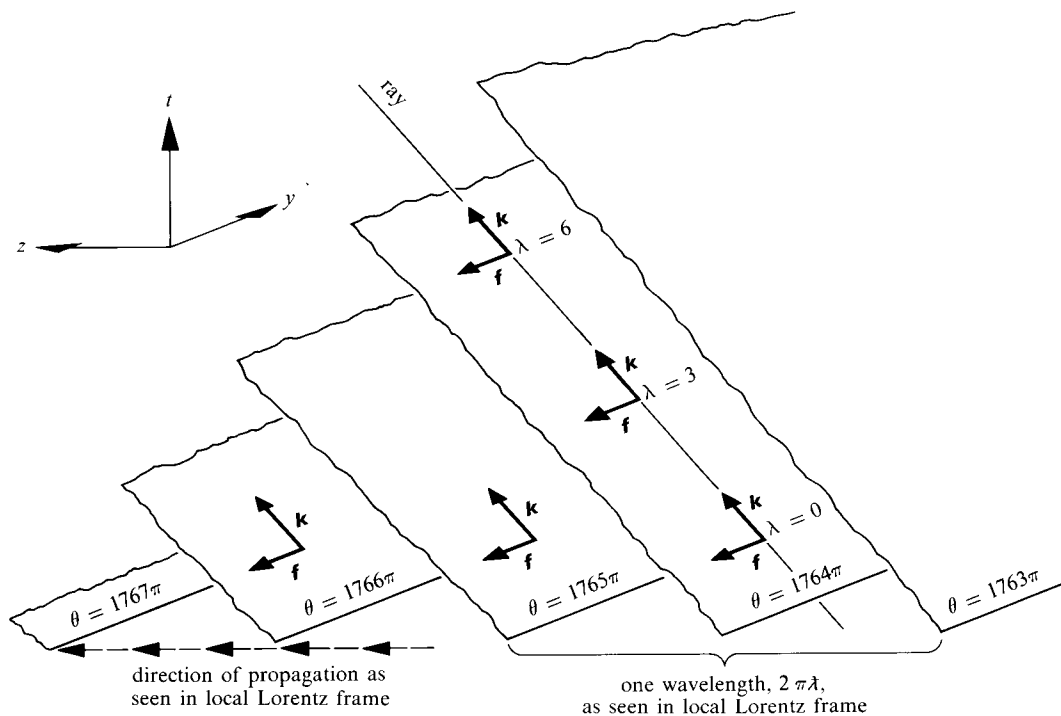 ray
t
y
z
k
λ = 6
f
k
λ = 3
f
k
f
k
f
k
λ = 0
f
θ = 1767π
θ = 1766π
θ = 1765π
θ = 1764π
θ = 1763π
direction of propagation as
seen in local Lorentz frame
one wavelength, 2πƛ,
as seen in local Lorentz frame